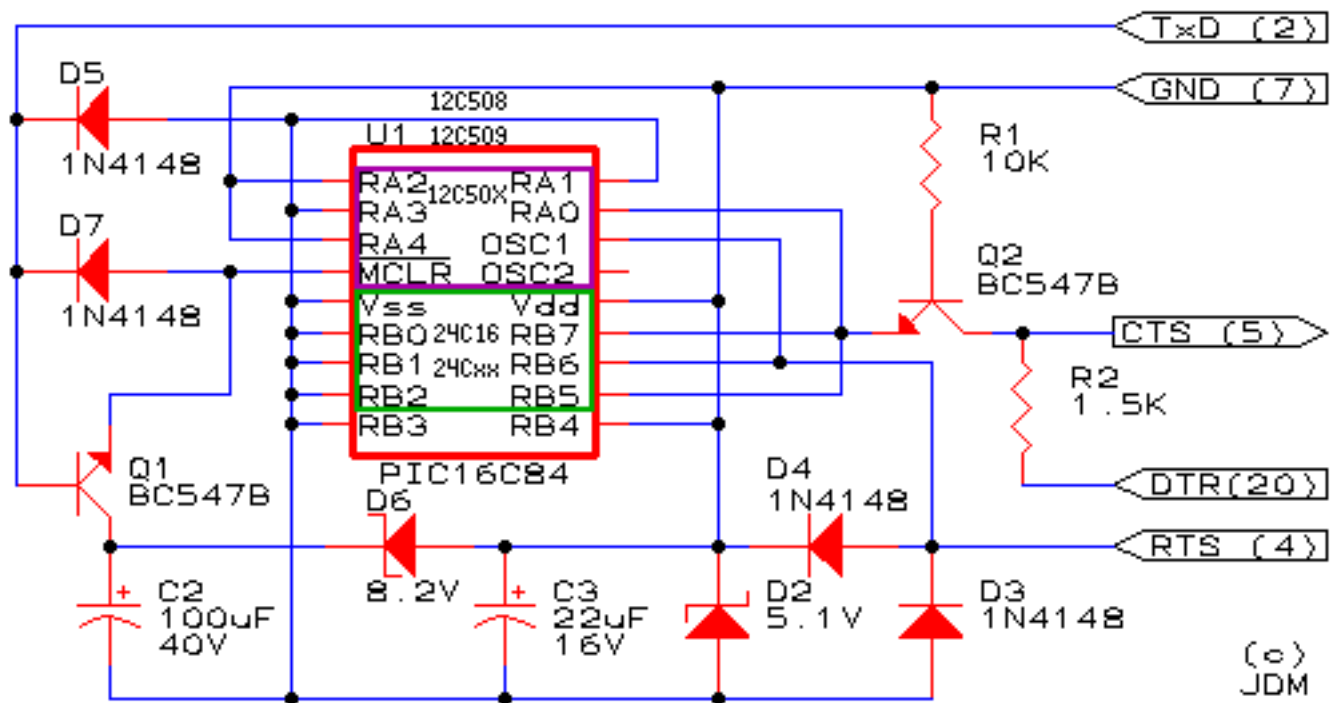 TxD (2)
D5
12C508
GND (7)
U1 12C509
1N4148
R1
10K
RA2 12C50X RA1
RA3 RA0
D7
RA4 OSC1
MCLR OSC2
Q2
BC547B
1N4148
Vss Vdd
RB0 24C16 RB7
CTS (5)
RB1 24Cxx RB6
RB2 RB5
R2
1.5K
RB3 RB4
Q1
BC547B
PIC16C84
D4
1N4148
DTR(20)
D6
RTS (4)
8.2V
C2
100uF
40V
C3
22uF
16V
D2
5.1V
D3
1N4148
(c)
JDM
+
+